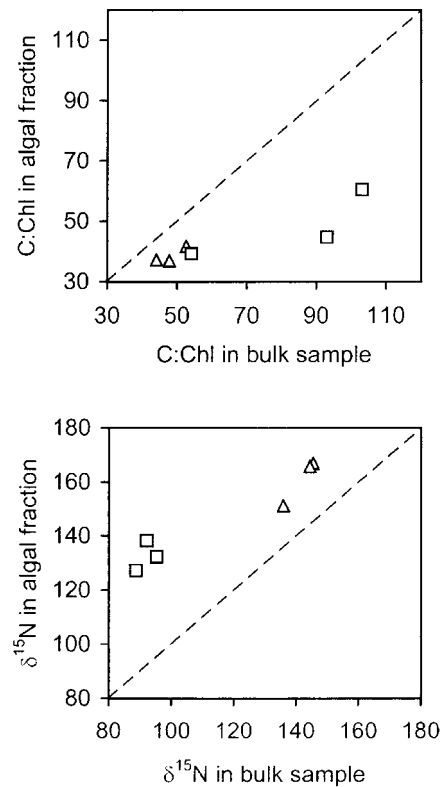 C:Chl in algal fraction
110
90
70
50
30
30 50 70 90 110
C:Chl in bulk sample
δ¹⁵N in algal fraction
180
160
140
120
100
80
80 100 120 140 160 180
δ¹⁵N in bulk sample